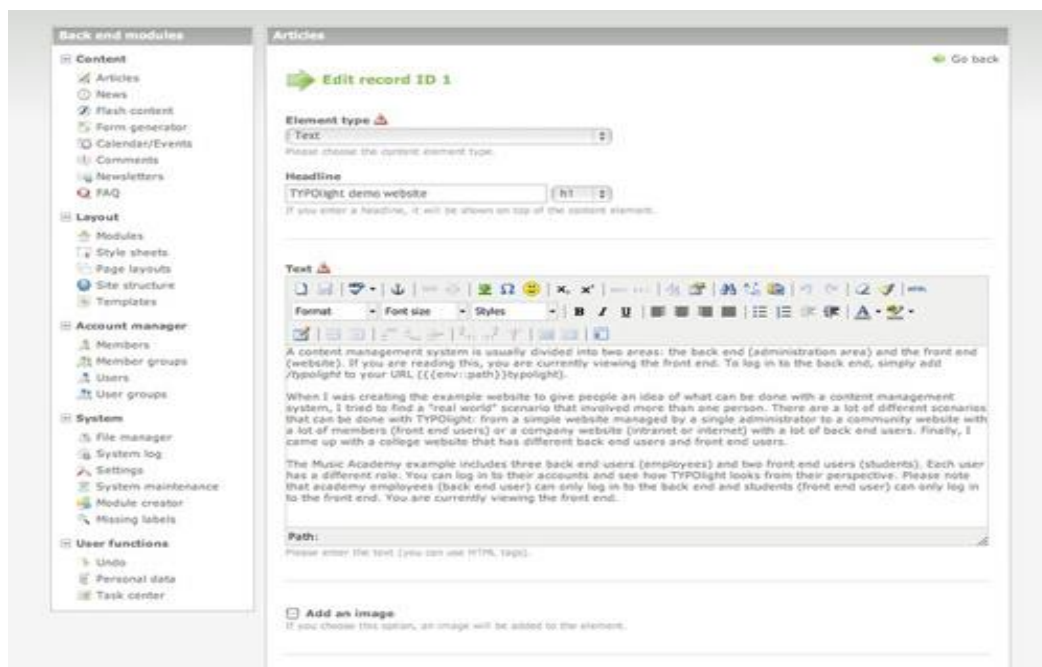 Back end modules
Content
Articles
News
Flash content
Form generator
Calendar/Events
Comments
Newsletters
FAQ
Layout
Modules
Style sheets
Page layouts
Site structure
Templates
Account manager
Members
Member groups
Users
User groups
System
File manager
System log
Settings
System maintenance
Module creator
Missing labels
User functions
Undo
Personal data
Task center
Articles
Go back
Edit record ID 1
Element type
Text
Please choose the content element type.
Headline
TYPOlight demo website
h1
If you enter a headline, it will be shown on top of the content element.
Text
Format
Font size
Styles
B I U
A content management system is usually divided into two areas: the back end (administration area) and the front end
(website). If you are reading this, you are currently viewing the front end. To log in to the back end, simply add
/typolight to your URL ({{env::path}}typolight).
When I was creating the example website to give people an idea of what can be done with a content management
system, I tried to find a "real world" scenario that involved more than one person. There are a lot of different scenarios
that can be done with TYPOlight: from a simple website managed by a single administrator to a community website with
a lot of members (front end users) or a company website (intranet or internet) with a lot of back end users. Finally, I
came up with a college website that has different back end users and front end users.
The Music Academy example includes three back end users (employees) and two front end users (students). Each user
has a different role. You can log in to their accounts and see how TYPOlight looks from their perspective. Please note
that academy employees (back end user) can only log in to the back end and students (front end user) can only log in
to the front end. You are currently viewing the front end.
Path:
Please enter the text (you can use HTML tags).
Add an image
If you choose this option, an image will be added to the element.